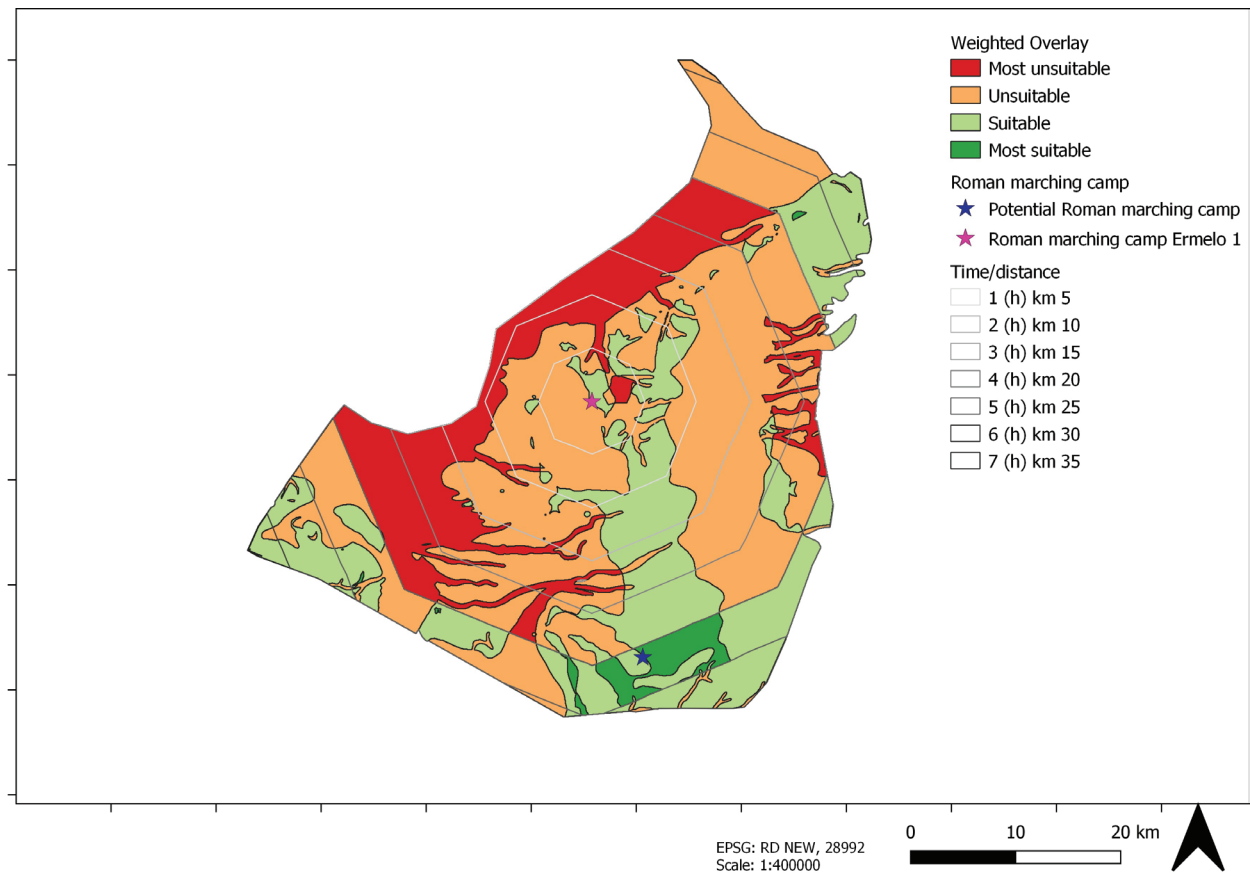 Weighted Overlay
Most unsuitable
Unsuitable
Suitable
Most suitable
Roman marching camp
Potential Roman marching camp
Roman marching camp Ermelo 1
Time/distance
1 (h) km 5
2 (h) km 10
3 (h) km 15
4 (h) km 20
5 (h) km 25
6 (h) km 30
7 (h) km 35
EPSG: RD NEW, 28992
Scale: 1:400000
0 10 20 km